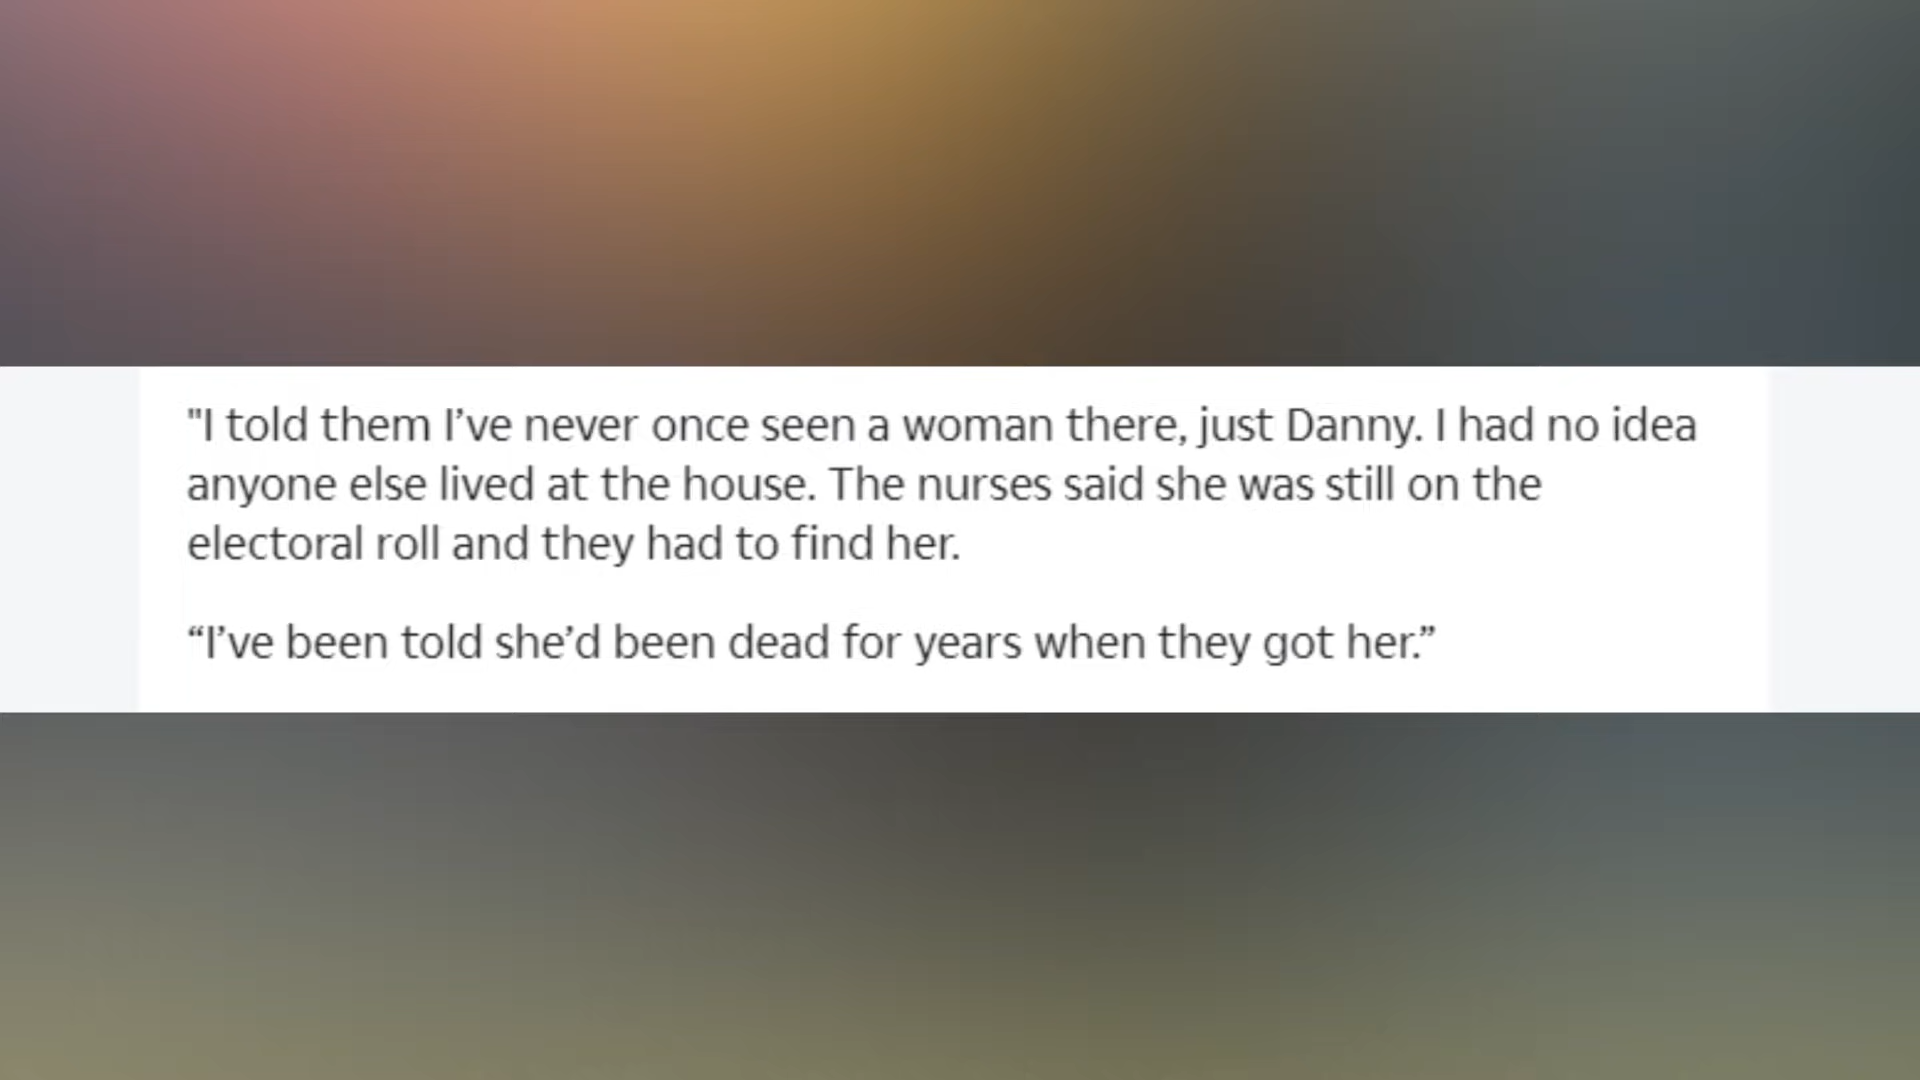 "I told them I’ve never once seen a woman there, just Danny. I had no idea
anyone else lived at the house. The nurses said she was still on the
electoral roll and they had to find her.
“I’ve been told she’d been dead for years when they got her.”